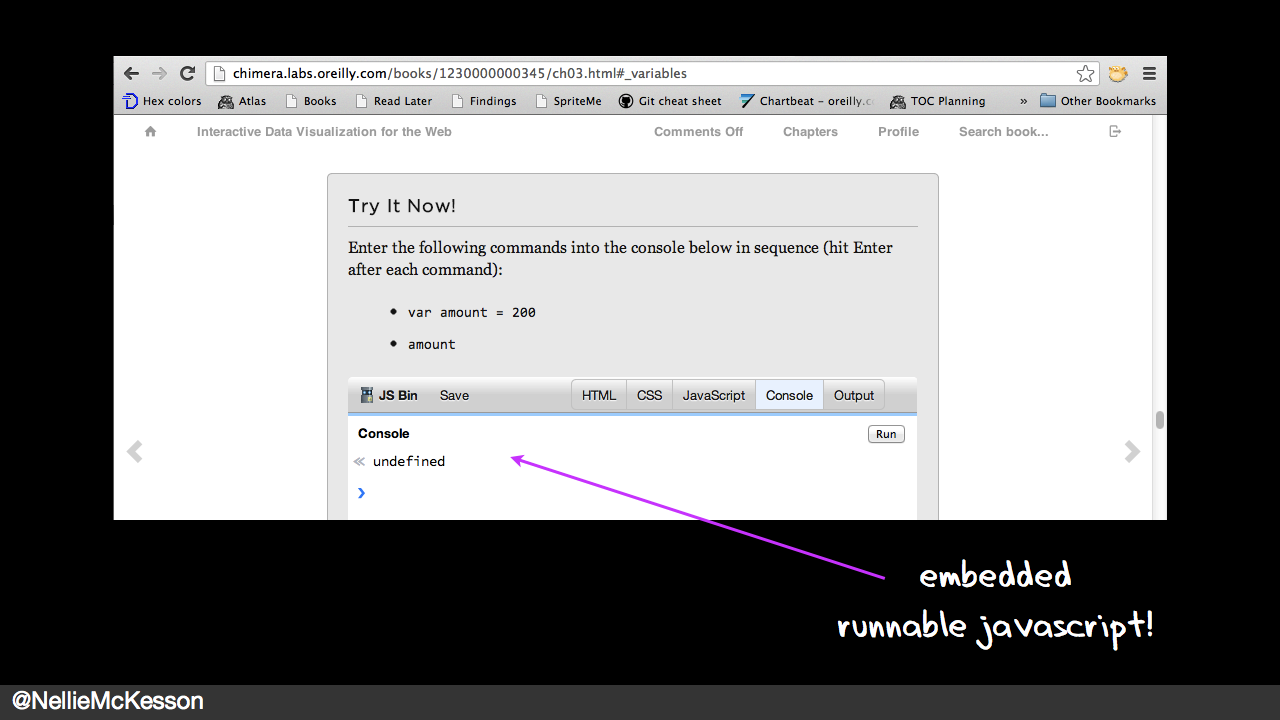 chimera.labs.oreilly.com/books/1230000000345/ch03.html#_variables
Hex colors Atlas Books Read Later Findings SpriteMe Git cheat sheet Chartbeat – oreilly.c TOC Planning » Other Bookmarks
Interactive Data Visualization for the Web Comments Off Chapters Profile Search book...
Try It Now!
Enter the following commands into the console below in sequence (hit Enter
after each command):
• var amount = 200
• amount
JS Bin Save HTML CSS JavaScript Console Output
Console Run
undefined
embedded
runnable javascript!
@NellieMcKesson